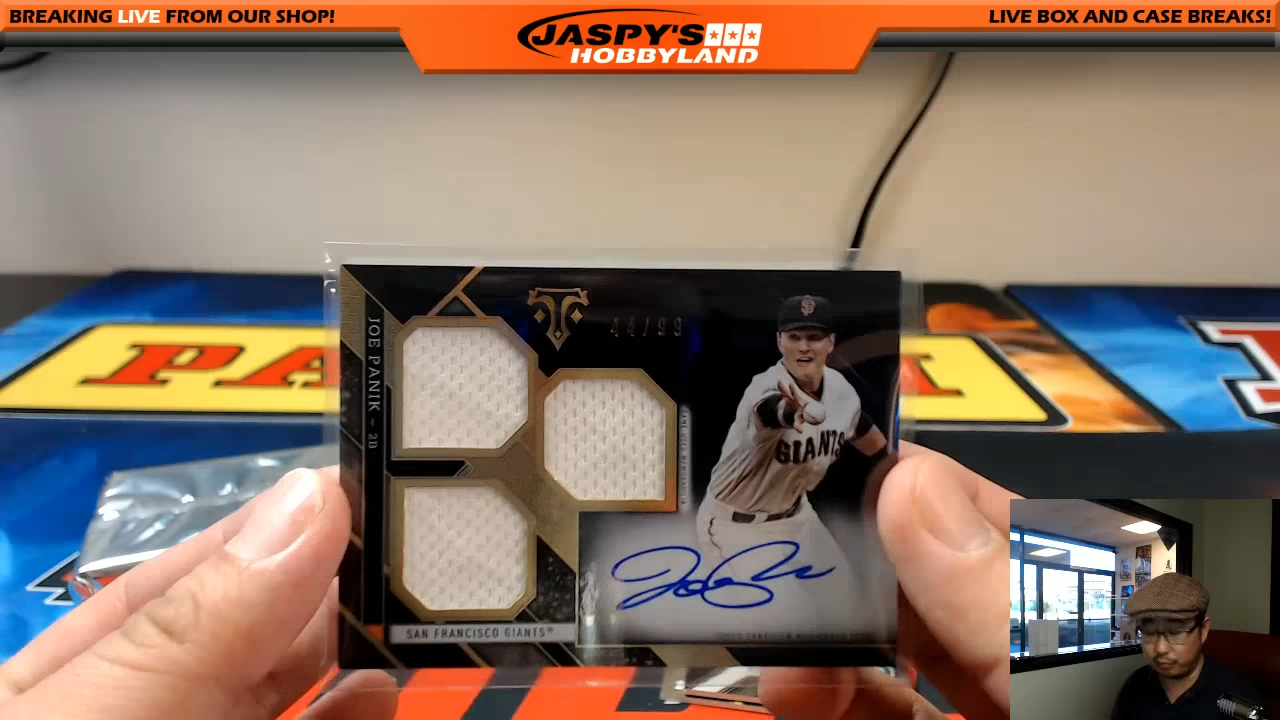 BREAKING LIVE FROM OUR SHOP!
JASPY'S
HOBBYLAND
LIVE BOX AND CASE BREAKS!
PA
44/99
JOE PANIK - 2B
GIANTS
SAN FRANCISCO GIANTS®